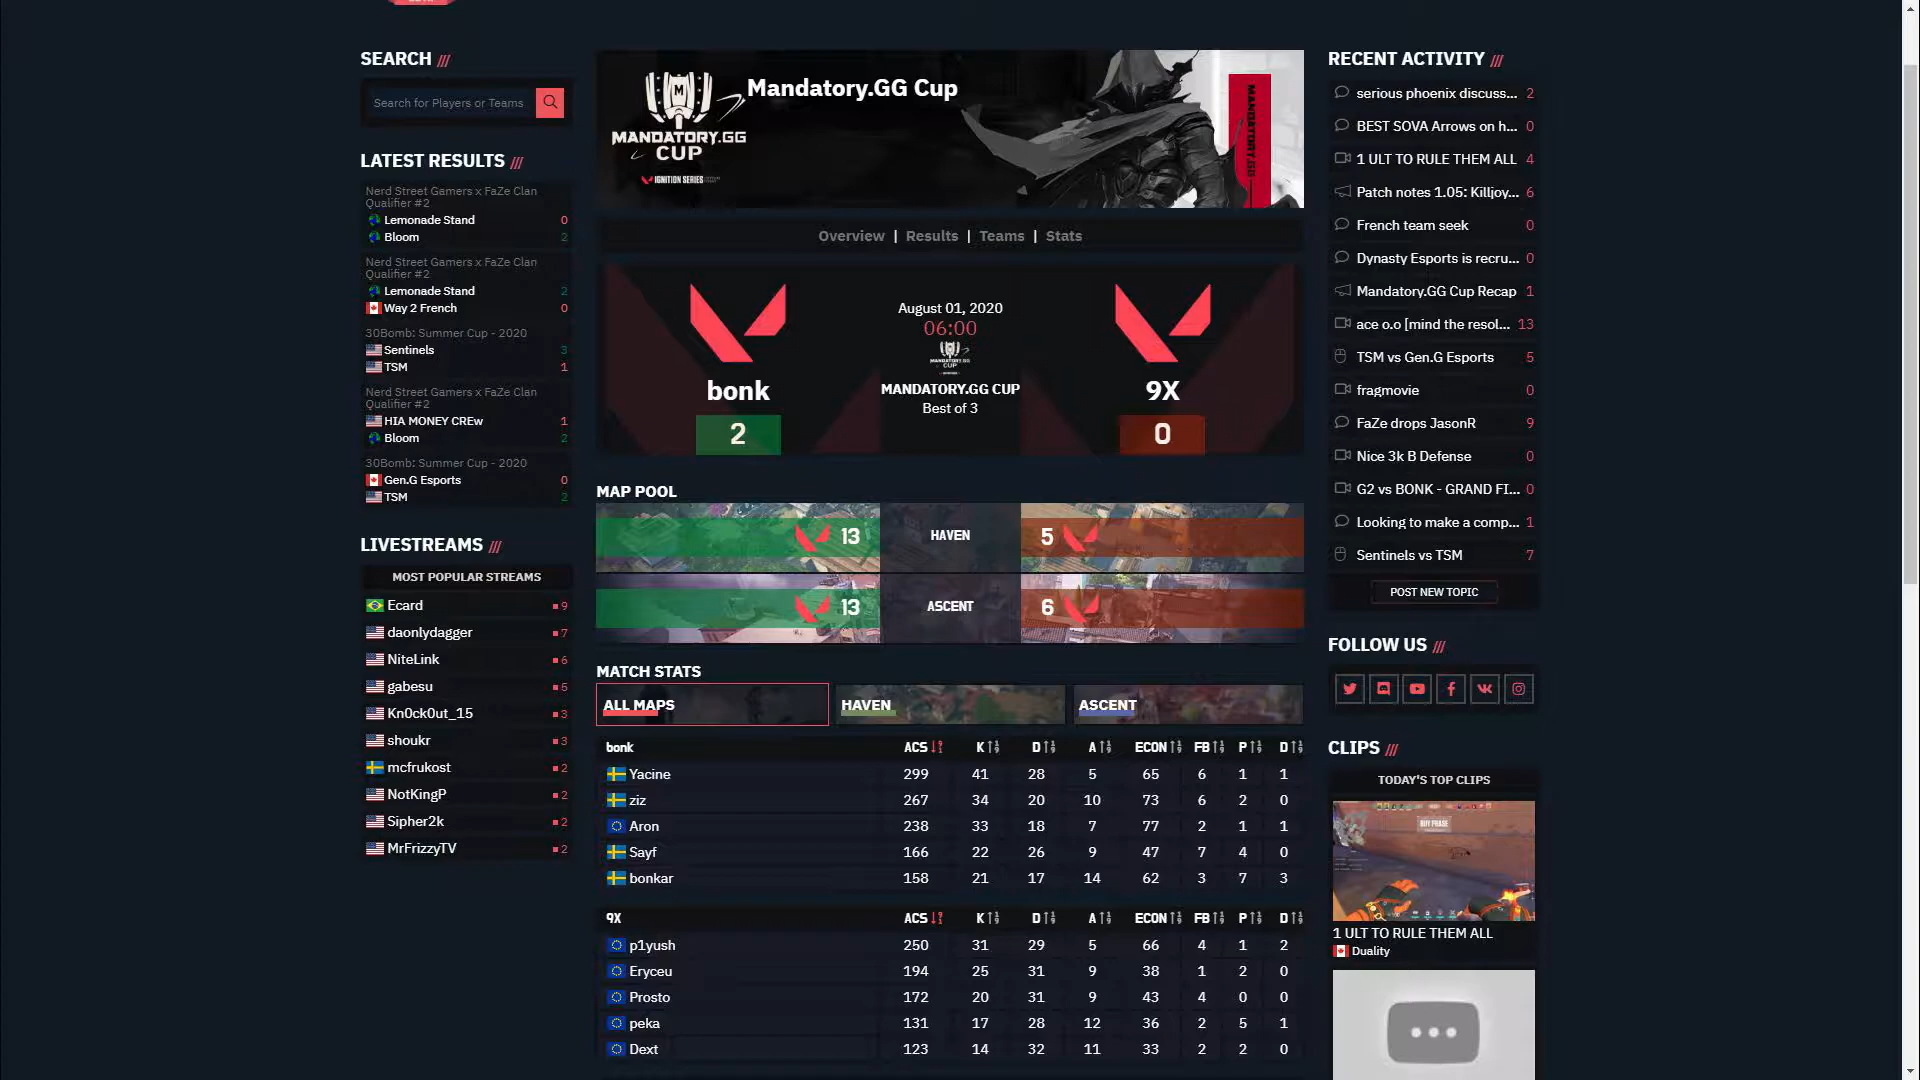 SEARCH ///
Search for Players or Teams
LATEST RESULTS ///
Nerd Street Gamers x FaZe Clan
Qualifier #2
Lemonade Stand 0
Bloom 2
Nerd Street Gamers x FaZe Clan
Qualifier #2
Lemonade Stand 2
Way 2 French 0
30Bomb: Summer Cup - 2020
Sentinels 3
TSM 1
Nerd Street Gamers x FaZe Clan
Qualifier #2
HIA MONEY CREw 1
Bloom 2
30Bomb: Summer Cup - 2020
Gen.G Esports 0
TSM 2
LIVESTREAMS ///
MOST POPULAR STREAMS
Ecard 9
daonlydagger 7
NiteLink 6
gabesu 5
Kn0ck0ut_15 3
shoukr 3
mcfrukost 2
NotKingP 2
Sipher2k 2
MrFrizzyTV 2
Mandatory.GG Cup
M
MANDATORY.GG
CUP
IGNITION SERIES
MANDATORY.GG
Overview | Results | Teams | Stats
bonk
2
August 01, 2020
06:00
MANDATORY.GG
CUP
MANDATORY.GG CUP
Best of 3
9X
0
MAP POOL
13 HAVEN 5
13 ASCENT 6
MATCH STATS
ALL MAPS HAVEN ASCENT
bonk ACS K D A ECON FB P D
Yacine 299 41 28 5 65 6 1 1
ziz 267 34 20 10 73 6 2 0
Aron 238 33 18 7 77 2 1 1
Sayf 166 22 26 9 47 7 4 0
bonkar 158 21 17 14 62 3 7 3
9X ACS K D A ECON FB P D
p1yush 250 31 29 5 66 4 1 2
Eryceu 194 25 31 9 38 1 2 0
Prosto 172 20 31 9 43 4 0 0
peka 131 17 28 12 36 2 5 1
Dext 123 14 32 11 33 2 2 0
RECENT ACTIVITY ///
serious phoenix discuss... 2
BEST SOVA Arrows on h... 0
1 ULT TO RULE THEM ALL 4
Patch notes 1.05: Killjoy... 6
French team seek 0
Dynasty Esports is recru... 0
Mandatory.GG Cup Recap 1
ace o.o [mind the resol... 13
TSM vs Gen.G Esports 5
fragmovie 0
FaZe drops JasonR 9
Nice 3k B Defense 0
G2 vs BONK - GRAND FI... 0
Looking to make a comp... 1
Sentinels vs TSM 7
POST NEW TOPIC
FOLLOW US ///
CLIPS ///
TODAY'S TOP CLIPS
BUY PHASE
1 ULT TO RULE THEM ALL
Duality